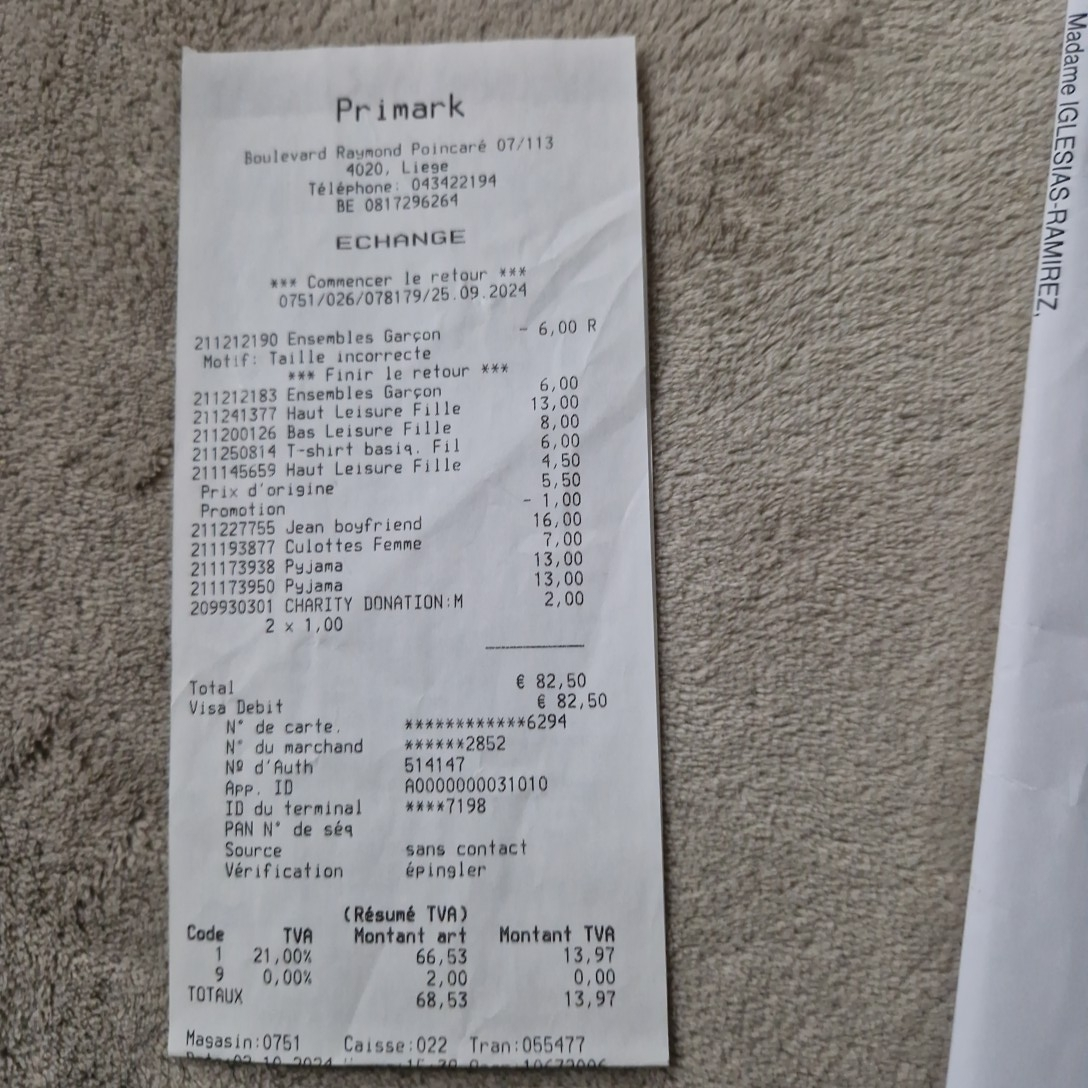 Primark
Boulevard Raymond Poincaré 07/113
4020, Liege
Téléphone: 043422194
BE 0817296264
ECHANGE
*** Commencer le retour ***
0751/026/078179/25.09.2024
211212190 Ensembles Garçon - 6,00 R
Motif: Taille incorrecte
*** Finir le retour ***
211212183 Ensembles Garçon 6,00
211241377 Haut Leisure Fille 13,00
211200126 Bas Leisure Fille 8,00
211250814 T-shirt basiq. Fil 6,00
211145659 Haut Leisure Fille 4,50
Prix d'origine 5,50
Promotion - 1,00
211227755 Jean boyfriend 16,00
211193877 Culottes Femme 7,00
211173938 Pyjama 13,00
211173950 Pyjama 13,00
209930301 CHARITY DONATION:M 2,00
2 x 1,00
Total € 82,50
Visa Debit € 82,50
N° de carte. ************6294
N° du marchand ******2852
Nº d'Auth 514147
App. ID A0000000031010
ID du terminal ****7198
PAN N° de séq
Source sans contact
Vérification épingler
(Résumé TVA)
Code TVA Montant art Montant TVA
1 21,00% 66,53 13,97
9 0,00% 2,00 0,00
TOTAUX 68,53 13,97
Magasin:0751 Caisse:022 Tran:055477
Madame IGLESIAS-RAMIREZ,